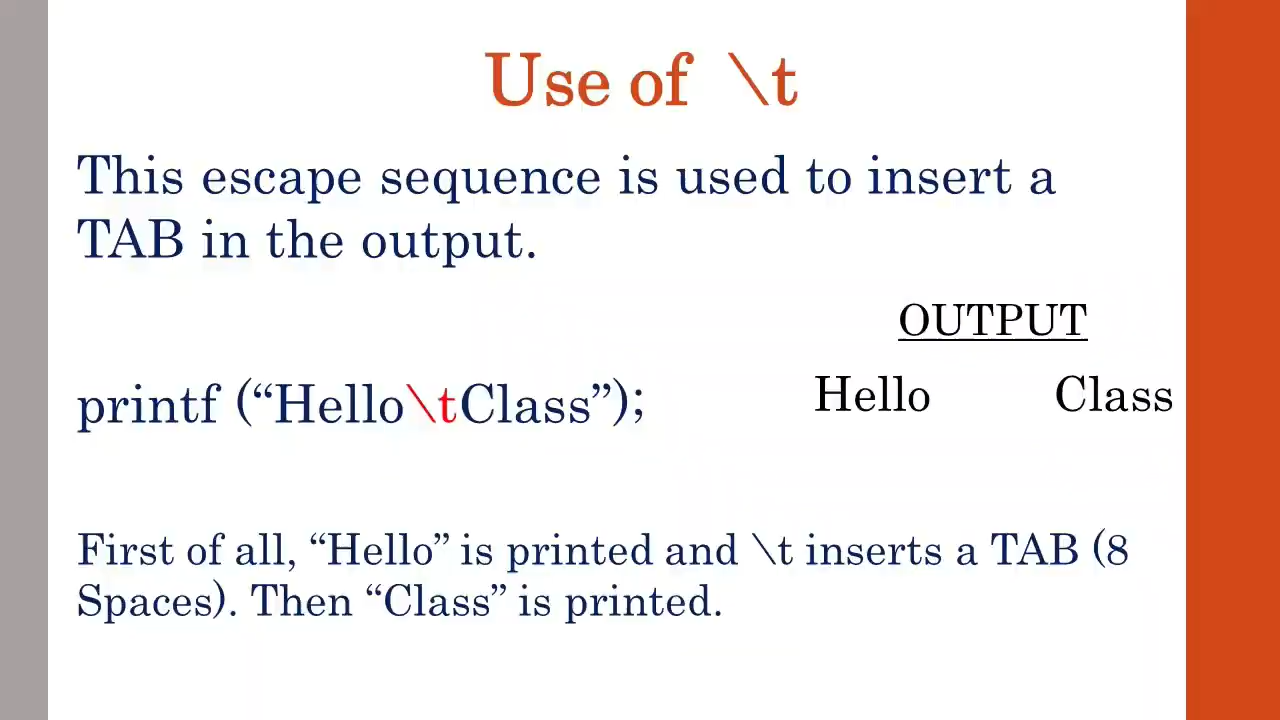 Use of \t
This escape sequence is used to insert a
TAB in the output.
OUTPUT
printf (“Hello\tClass”);
Hello Class
First of all, “Hello” is printed and \t inserts a TAB (8
Spaces). Then “Class” is printed.